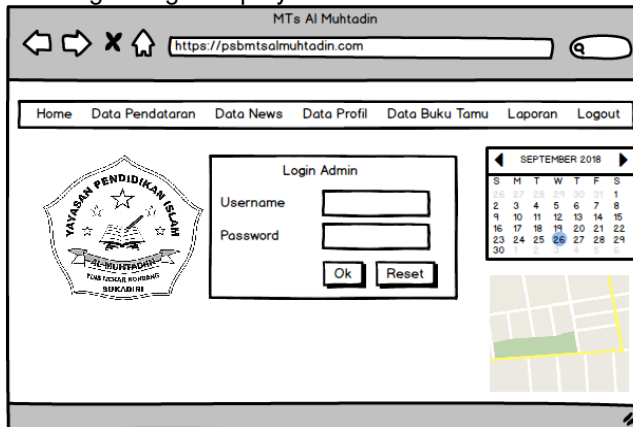 MTs Al Muhtadin
https://psbmtsalmuhtadin.com
Home Data Pendataran Data News Data Profil Data Buku Tamu Laporan Logout
YAYASAN PENDIDIKAN ISLAM
AL-MUHTADIN
SUKADIRI
Login Admin
Username
Password
Ok Reset
SEPTEMBER 2018
S M T W T F S
26 27 28 29 30 31 1
2 3 4 5 6 7 8
9 10 11 12 13 14 15
16 17 18 19 20 21 22
23 24 25 26 27 28 29
30 1 2 3 4 5 6